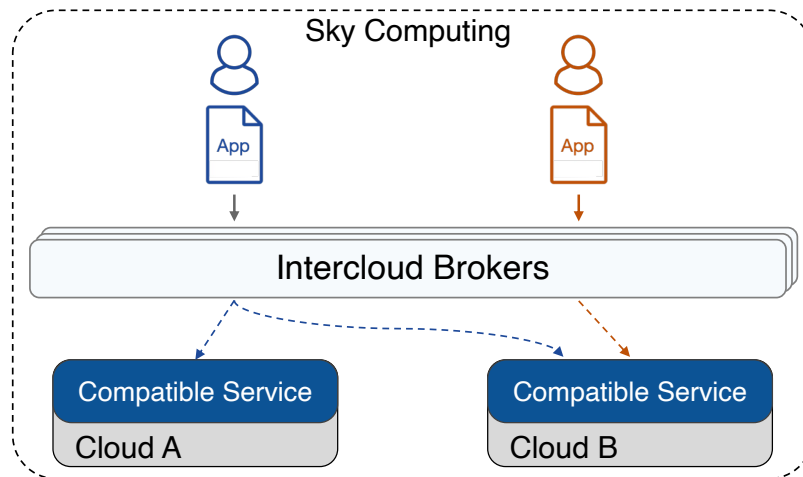 Sky Computing
App
App
Intercloud Brokers
Compatible Service
Compatible Service
Cloud A
Cloud B